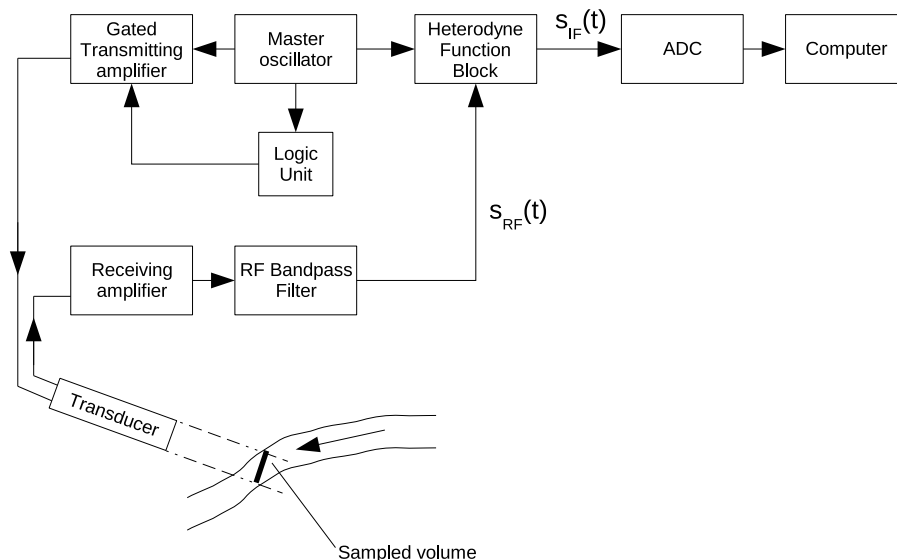 Gated
Transmitting
amplifier
Master
oscillator
Heterodyne
Function
Block
s_IF(t)
ADC
Computer
Logic
Unit
s_RF(t)
Receiving
amplifier
RF Bandpass
Filter
Transducer
Sampled volume